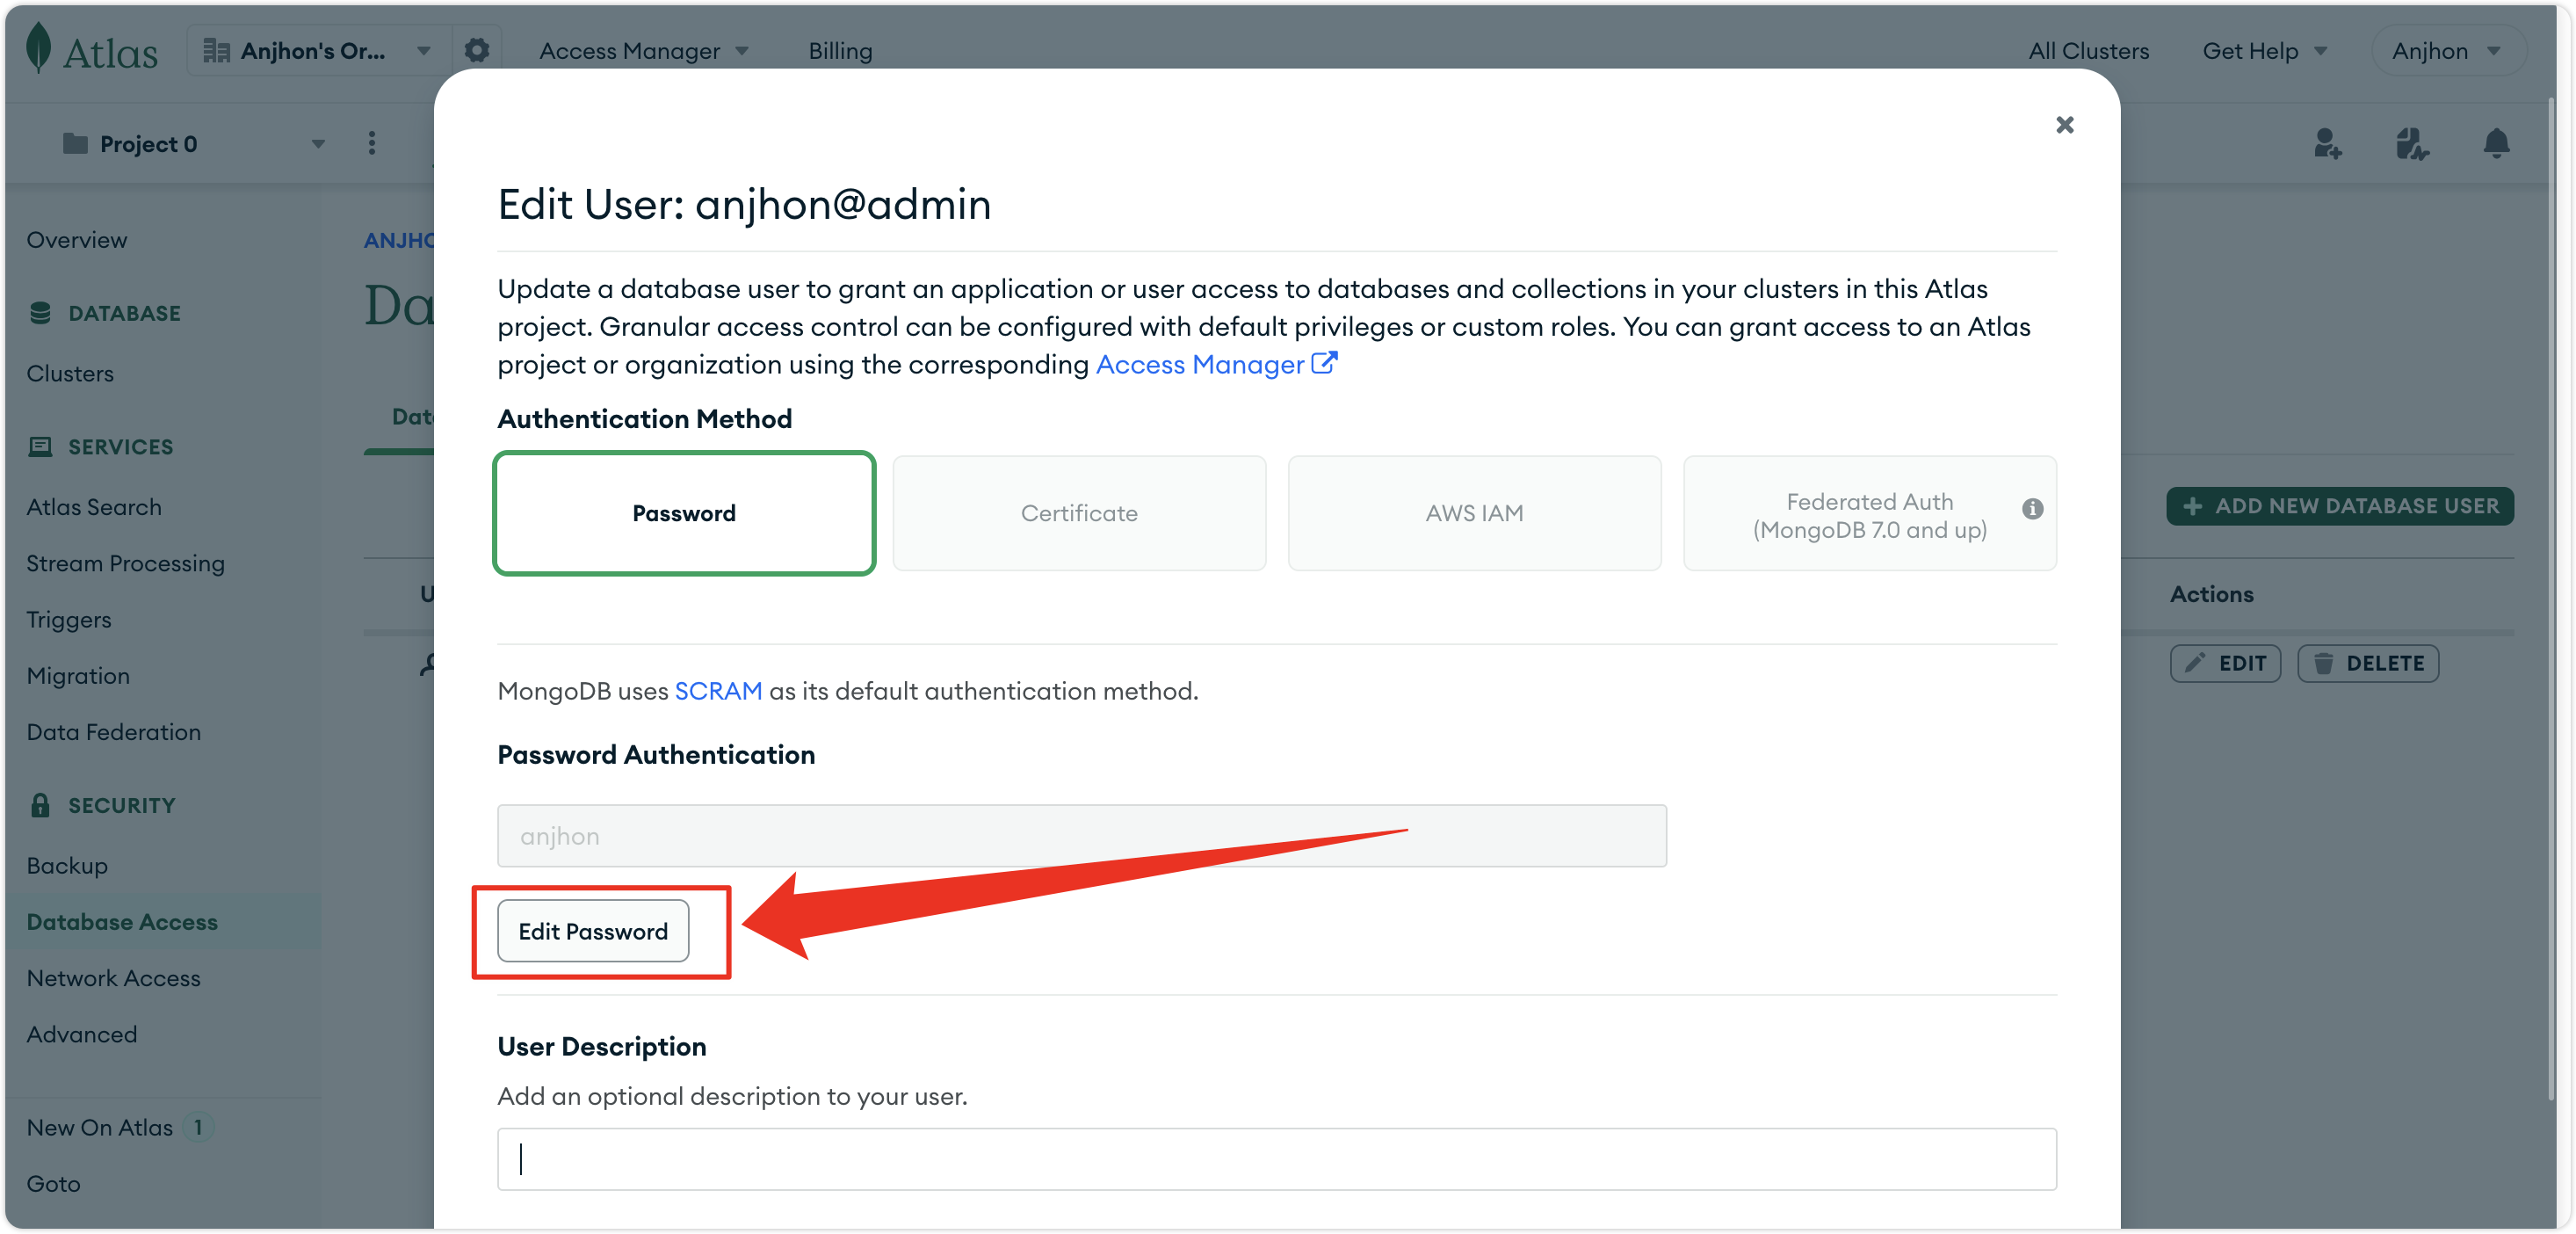 Atlas
Anjhon's Or...
Access Manager
Billing
All Clusters
Get Help
Anjhon
Project 0
Overview
DATABASE
Clusters
SERVICES
Atlas Search
Stream Processing
Triggers
Migration
Data Federation
SECURITY
Backup
Database Access
Network Access
Advanced
New On Atlas 1
Goto
ANJHO
Da
Dat
U
Edit User: anjhon@admin
Update a database user to grant an application or user access to databases and collections in your clusters in this Atlas
project. Granular access control can be configured with default privileges or custom roles. You can grant access to an Atlas
project or organization using the corresponding Access Manager
Authentication Method
Password
Certificate
AWS IAM
Federated Auth
(MongoDB 7.0 and up)
MongoDB uses SCRAM as its default authentication method.
Password Authentication
anjhon
Edit Password
User Description
Add an optional description to your user.
+ ADD NEW DATABASE USER
Actions
EDIT
DELETE